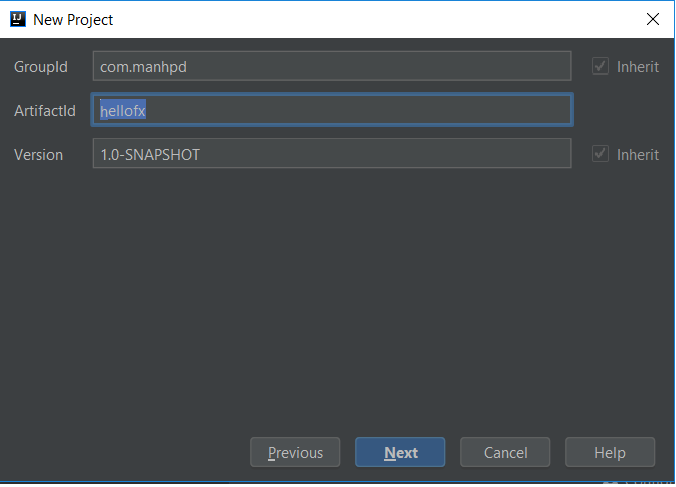 IJ New Project
GroupId com.manhpd Inherit
ArtifactId hellofx
Version 1.0-SNAPSHOT Inherit
Previous Next Cancel Help